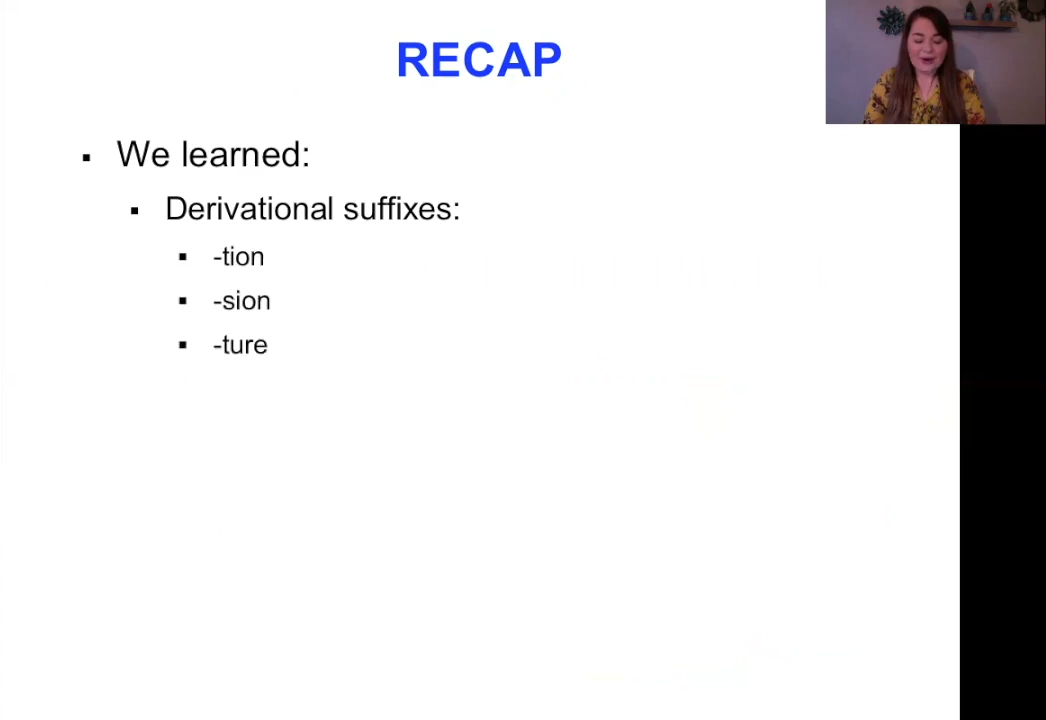 RECAP
We learned:
Derivational suffixes:
-tion
-sion
-ture